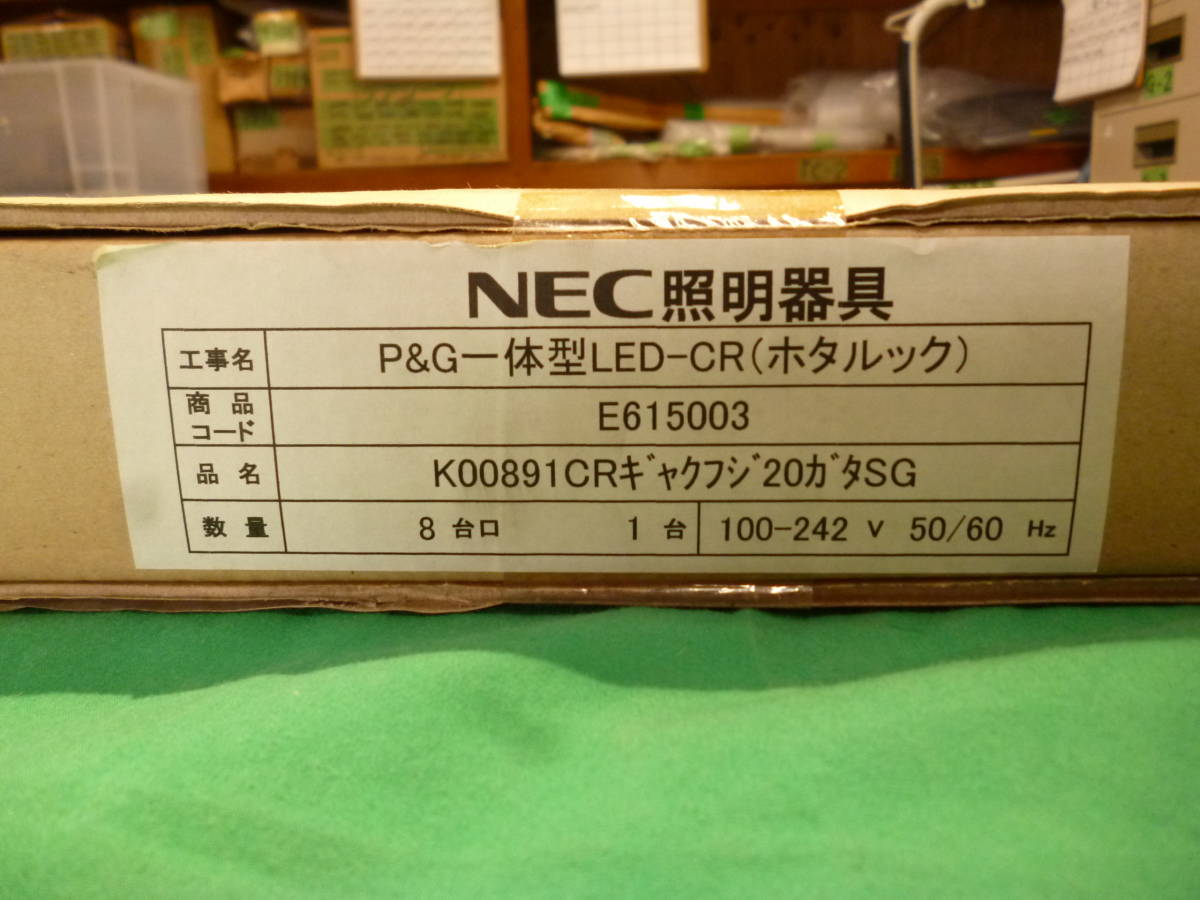 NEC照明器具
工事名 P&G一体型LED-CR(ホタルック)
商品コード E615003
品名 K00891CRｷﾞｬｸﾌｼﾞ20ｶﾞﾀSG
数量 8 台口 1 台 100-242 V 50/60 Hz